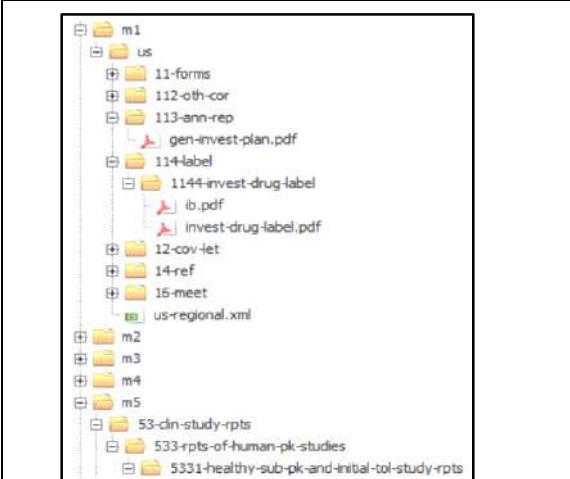 m1
us
11-forms
112-oth-cor
113-ann-rep
gen-invest-plan.pdf
114-label
1144-invest-drug-label
ib.pdf
invest-drug-label.pdf
12-cov-let
14-ref
16-meet
us-regional.xml
m2
m3
m4
m5
53-clin-study-rpts
533-rpts-of-human-pk-studies
5331-healthy-sub-pk-and-initial-tol-study-rpts